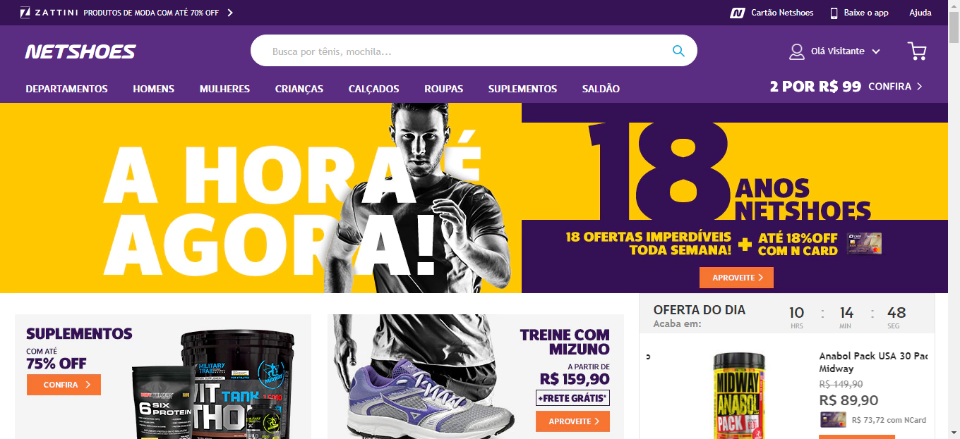 ZATTINI PRODUTOS DE MODA COM ATÉ 70% OFF
Cartão Netshoes
Baixe o app
Ajuda
NETSHOES
Busca por tênis, mochila...
Olá Visitante
DEPARTAMENTOS HOMENS MULHERES CRIANÇAS CALÇADOS ROUPAS SUPLEMENTOS SALDÃO
2 POR R$ 99 CONFIRA
A HORA É
AGORA!
18
ANOS
NETSHOES
18 OFERTAS IMPERDÍVEIS
TODA SEMANA!
+
ATÉ 18%OFF
COM N CARD
APROVEITE
SUPLEMENTOS
COM ATÉ
75% OFF
CONFIRA
6 SIX
PROTEIN
MILITARY
TRAIL
TANK
TREINE COM
MIZUNO
A PARTIR DE
R$ 159,90
+FRETE GRÁTIS*
APROVEITE
OFERTA DO DIA
Acaba em:
10 : 14 : 48
HRS MIN SEG
MIDWAY
ANABOL
PACK
Anabol Pack USA 30 Pac
Midway
R$ 149,90
R$ 89,90
R$ 73,72 com NCard